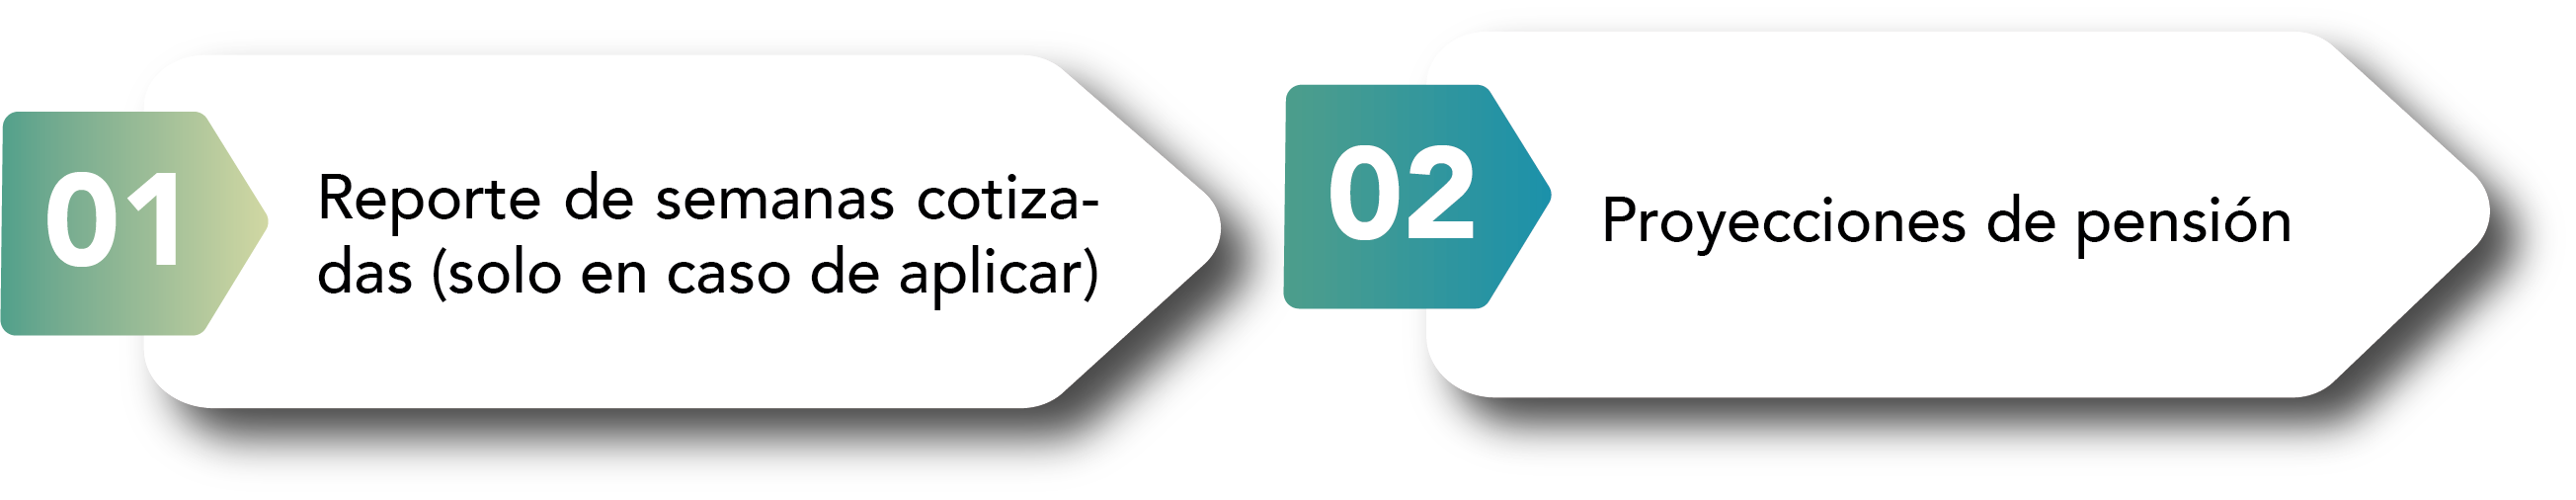 01
Reporte de semanas cotiza-
das (solo en caso de aplicar)
02
Proyecciones de pensión